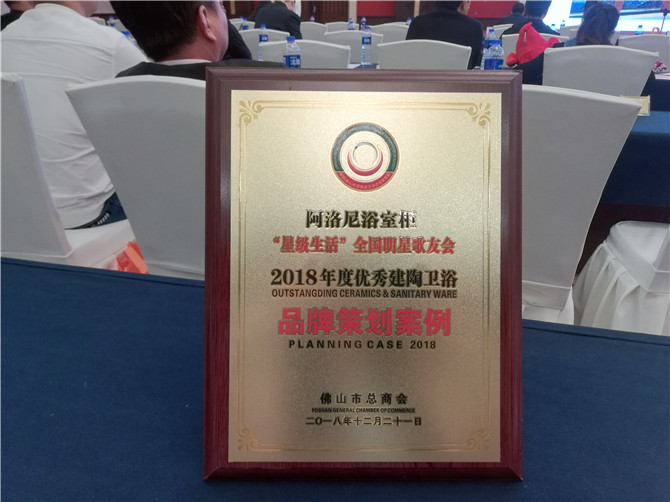 阿洛尼浴室柜
“星级生活”全国明星歌友会
2018年度优秀建陶卫浴
OUTSTANGDING CERAMICS & SANITARY WARE
品牌策划案例
PLANNING CASE 2018
佛山市总商会
FOSHAN GENERAL CHAMBER OF COMMERCE
二〇一八年十二月二十一日